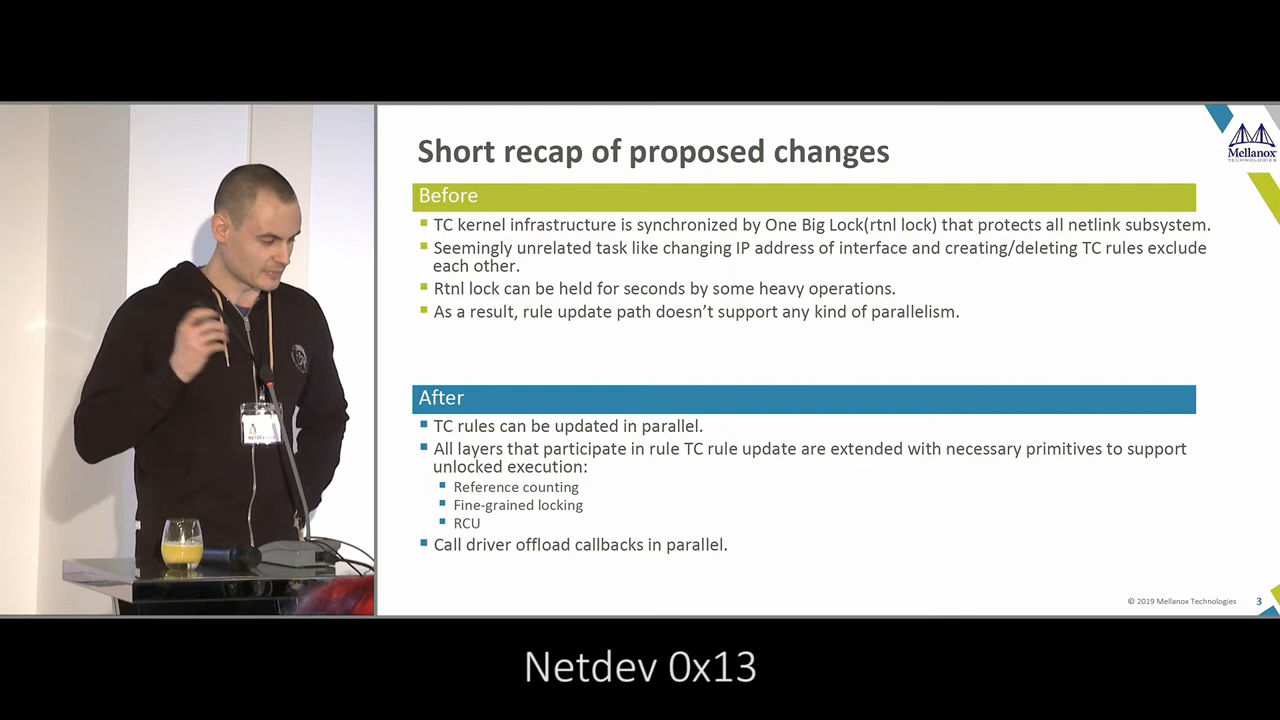 Short recap of proposed changes
Mellanox
TECHNOLOGIES
Before
TC kernel infrastructure is synchronized by One Big Lock(rtnl lock) that protects all netlink subsystem.
Seemingly unrelated task like changing IP address of interface and creating/deleting TC rules exclude
each other.
Rtnl lock can be held for seconds by some heavy operations.
As a result, rule update path doesn't support any kind of parallelism.
After
TC rules can be updated in parallel.
All layers that participate in rule TC rule update are extended with necessary primitives to support
unlocked execution:
Reference counting
Fine-grained locking
RCU
Call driver offload callbacks in parallel.
© 2019 Mellanox Technologies 3
Netdev 0x13